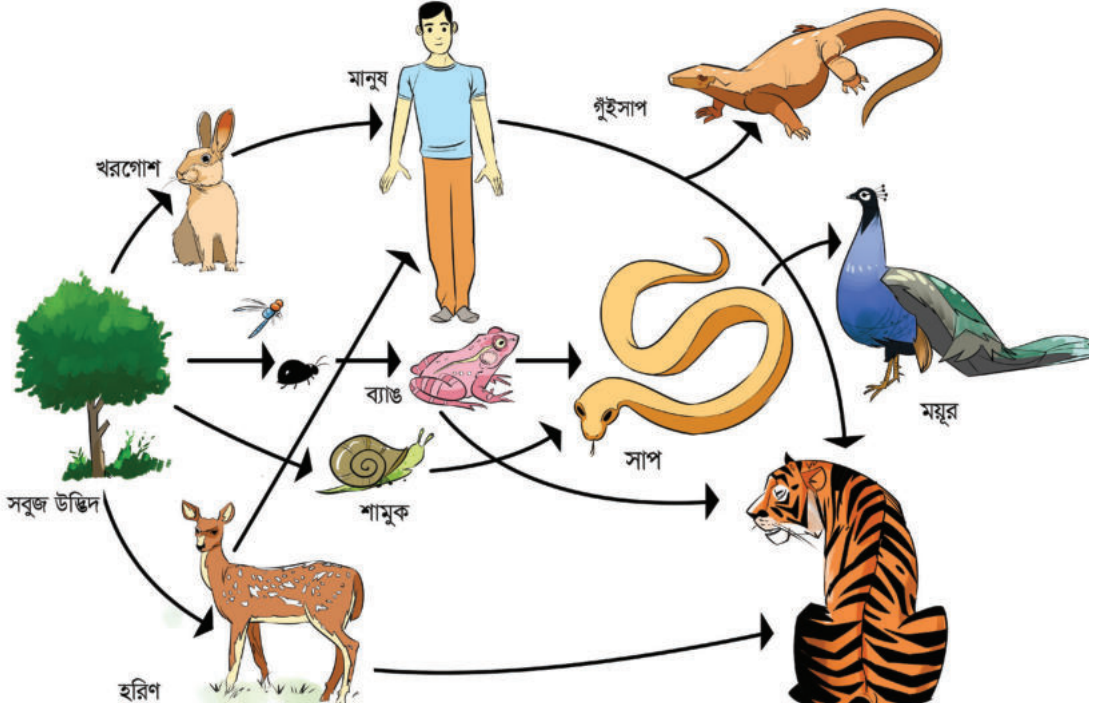 মানুষ
গুঁইসাপ
খরগোশ
ব্যাঙ
ময়ূর
সাপ
সবুজ উদ্ভিদ
শামুক
হরিণ